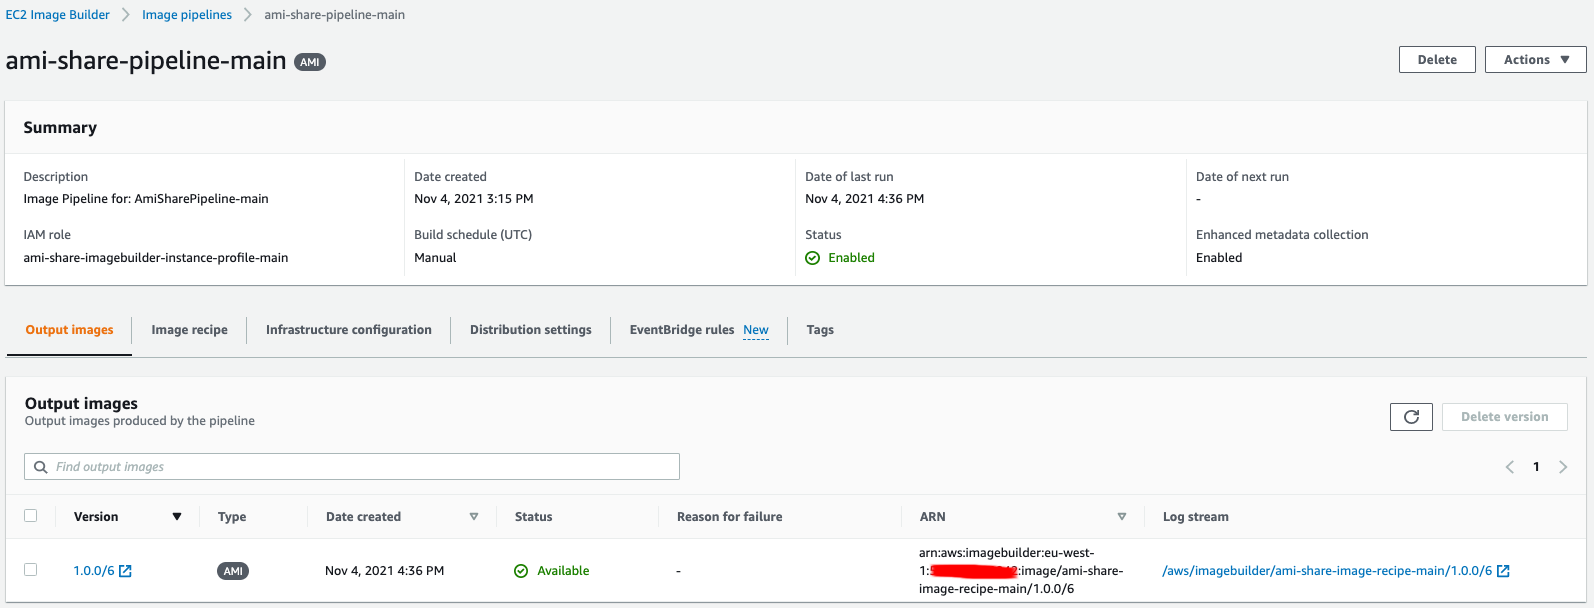 EC2 Image Builder > Image pipelines > ami-share-pipeline-main
ami-share-pipeline-main AMI
Delete Actions ▼
Summary
Description Date created Date of last run Date of next run
Image Pipeline for: AmiSharePipeline-main Nov 4, 2021 3:15 PM Nov 4, 2021 4:36 PM -
IAM role Build schedule (UTC) Status Enhanced metadata collection
ami-share-imagebuilder-instance-profile-main Manual Enabled Enabled
Output images Image recipe Infrastructure configuration Distribution settings EventBridge rules New Tags
Output images
Output images produced by the pipeline
Delete version
Find output images
< 1 >
Version Type Date created Status Reason for failure ARN Log stream
1.0.0/6 AMI Nov 4, 2021 4:36 PM Available - /aws/imagebuilder/ami-share-image-recipe-main/1.0.0/6
arn:aws:imagebuilder:eu-west-
1: :image/ami-share-
image-recipe-main/1.0.0/6